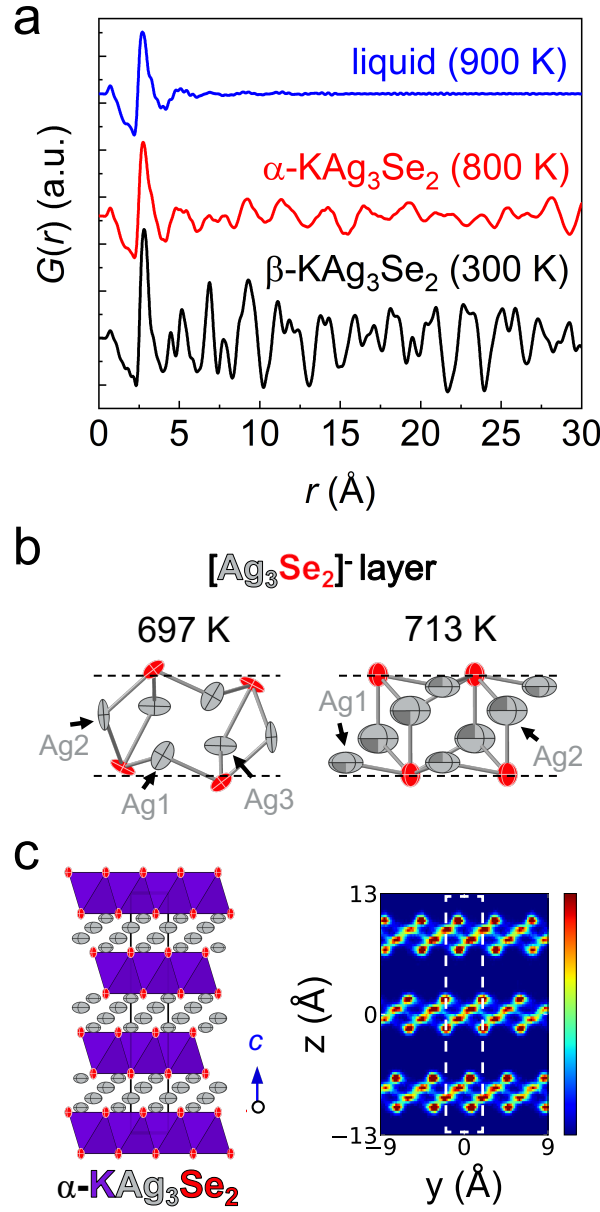 a
liquid (900 K)
α-KAg₃Se₂ (800 K)
β-KAg₃Se₂ (300 K)
G(r) (a.u.)
0 5 10 15 20 25 30
r (Å)
b
[Ag₃Se₂]⁻ layer
697 K
713 K
Ag2
Ag1
Ag3
Ag1
Ag2
c
c
α-KAg₃Se₂
13
0
−13
z (Å)
−9 0 9
y (Å)